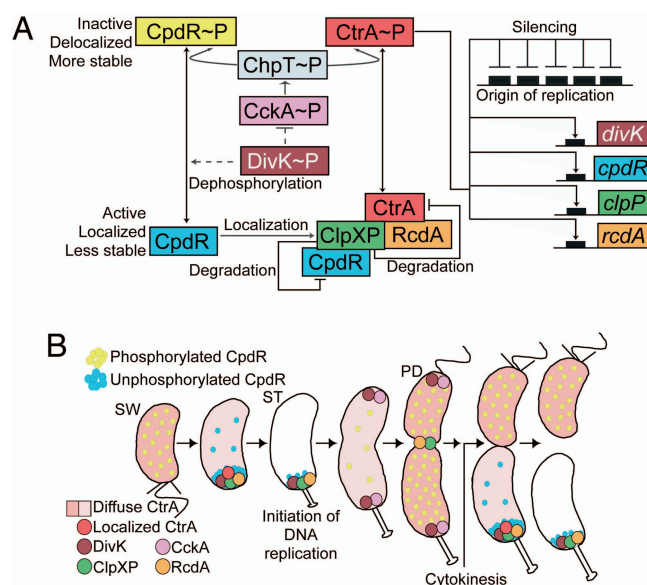 A
Inactive
Delocalized
More stable
CpdR~P
CtrA~P
ChpT~P
CckA~P
DivK~P
Dephosphorylation
Silencing
Origin of replication
divK
cpdR
clpP
rcdA
Active
Localized
Less stable
CpdR
Localization
Degradation
CtrA
ClpXP
RcdA
CpdR
Degradation
B
Phosphorylated CpdR
Unphosphorylated CpdR
SW
ST
PD
Initiation of
DNA
replication
Cytokinesis
Diffuse CtrA
Localized CtrA
DivK
CckA
ClpXP
RcdA